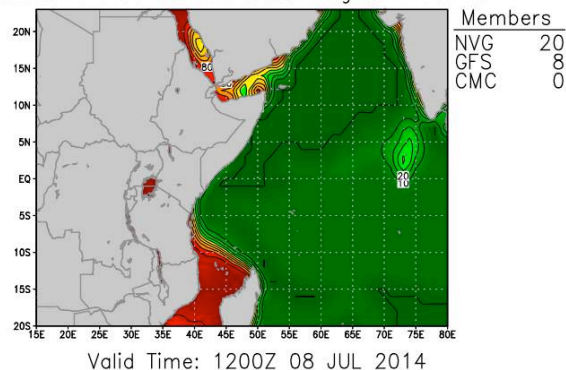 Members
NVG 20
GFS 8
CMC 0
20N
15N
10N
5N
EQ
5S
10S
15S
20S
80
20
10
15E 20E 25E 30E 35E 40E 45E 50E 55E 60E 65E 70E 75E 80E
Valid Time: 1200Z 08 JUL 2014